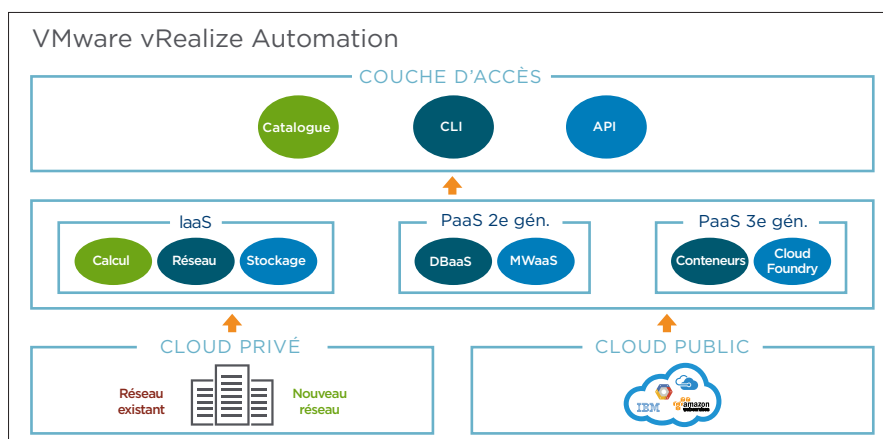 VMware vRealize Automation
COUCHE D'ACCÈS
Catalogue
CLI
API
IaaS
PaaS 2e gén.
PaaS 3e gén.
Calcul
Réseau
Stockage
DBaaS
MWaaS
Conteneurs
Cloud
Foundry
CLOUD PRIVÉ
CLOUD PUBLIC
Réseau
existant
Nouveau
réseau
IBM
amazon